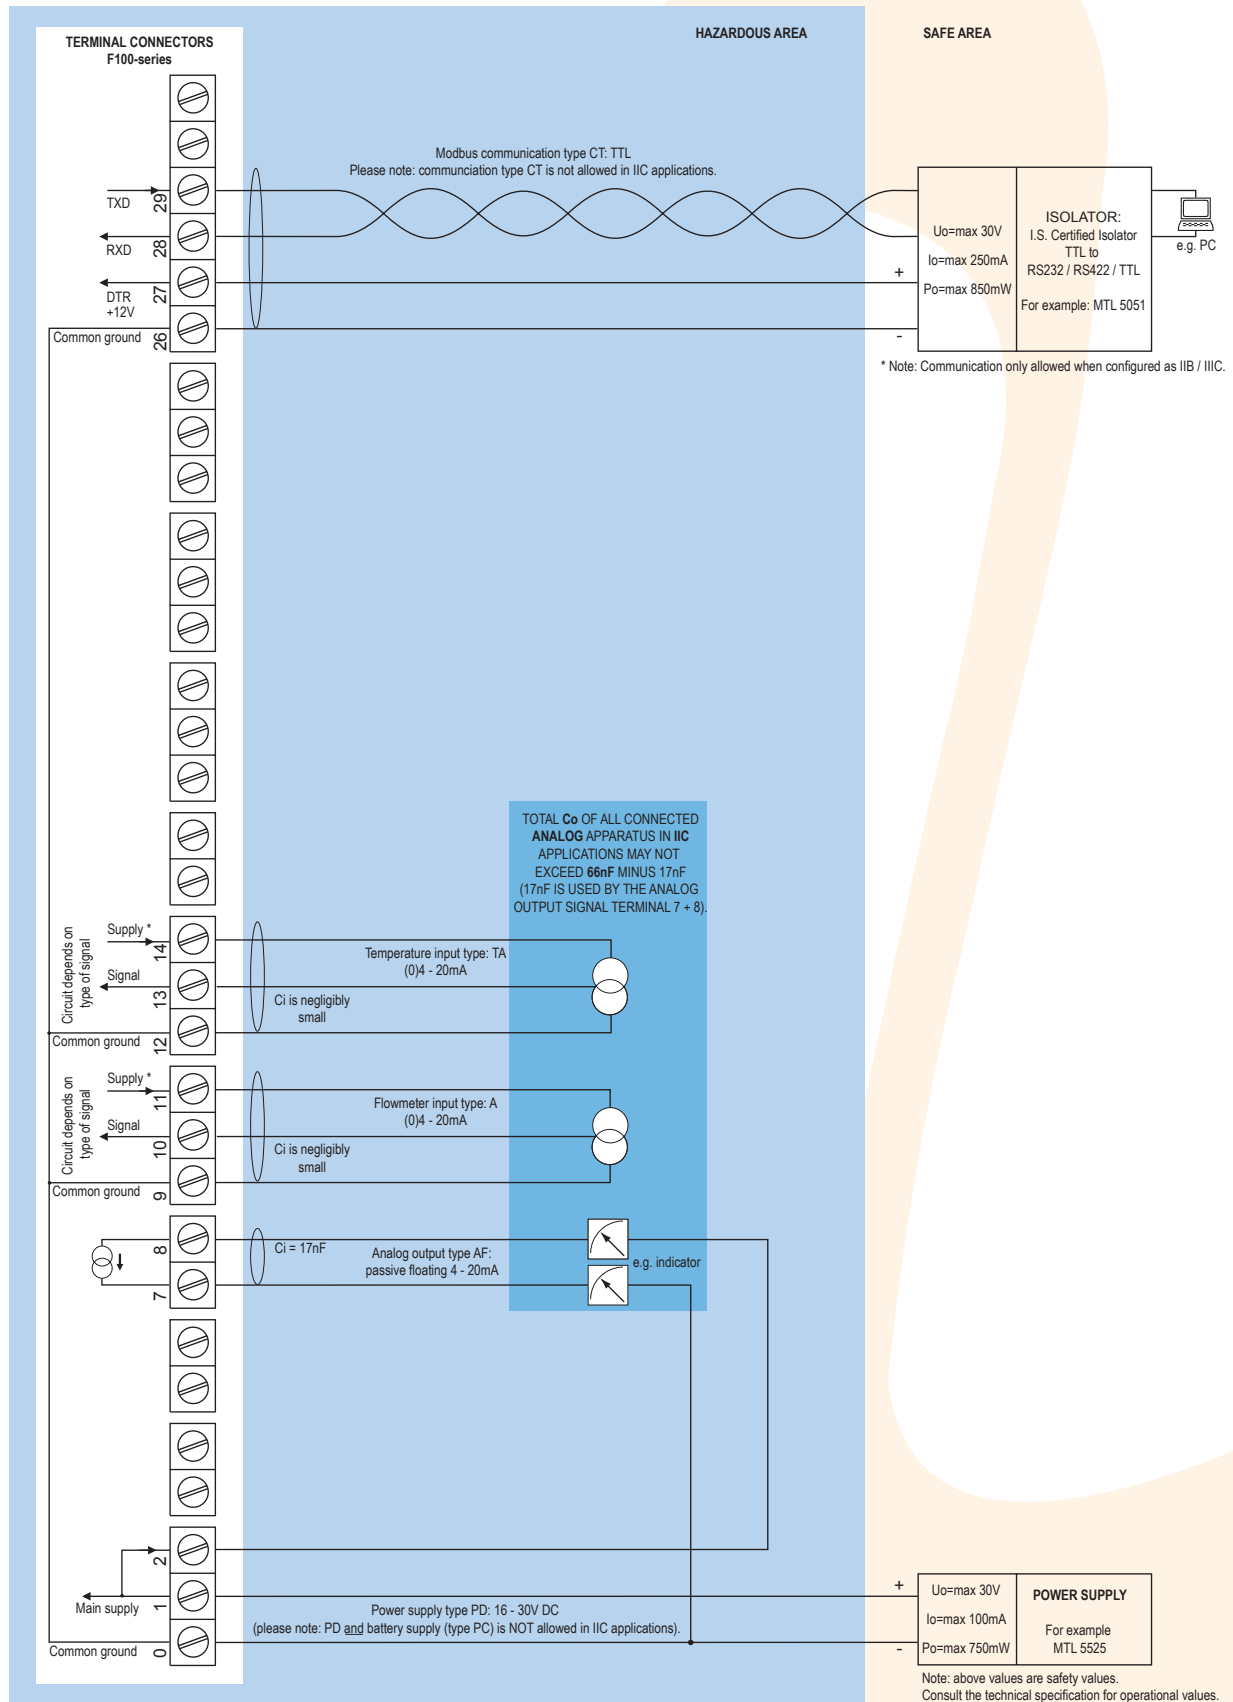 HAZARDOUS AREA
SAFE AREA
TERMINAL CONNECTORS
F100-series
Modbus communication type CT: TTL
Please note: communciation type CT is not allowed in IIC applications.
TXD
29
RXD
28
DTR
+12V
27
Common ground
26
+
-
Uo=max 30V
Io=max 250mA
Po=max 850mW
ISOLATOR:
I.S. Certified Isolator
TTL to
RS232 / RS422 / TTL
For example: MTL 5051
e.g. PC
* Note: Communication only allowed when configured as IIB / IIIC.
TOTAL Co OF ALL CONNECTED
ANALOG APPARATUS IN IIC
APPLICATIONS MAY NOT
EXCEED 66nF MINUS 17nF
(17nF IS USED BY THE ANALOG
OUTPUT SIGNAL TERMINAL 7 + 8).
Circuit depends on
type of signal
Supply *
14
Signal
13
Common ground
12
Temperature input type: TA
(0)4 - 20mA
Ci is negligibly
small
Circuit depends on
type of signal
Supply *
11
Signal
10
Common ground
9
Flowmeter input type: A
(0)4 - 20mA
Ci is negligibly
small
8
7
Ci = 17nF
Analog output type AF:
passive floating 4 - 20mA
e.g. indicator
2
Main supply
1
Common ground
0
Power supply type PD: 16 - 30V DC
(please note: PD and battery supply (type PC) is NOT allowed in IIC applications).
+
-
Uo=max 30V
Io=max 100mA
Po=max 750mW
POWER SUPPLY
For example
MTL 5525
Note: above values are safety values.
Consult the technical specification for operational values.